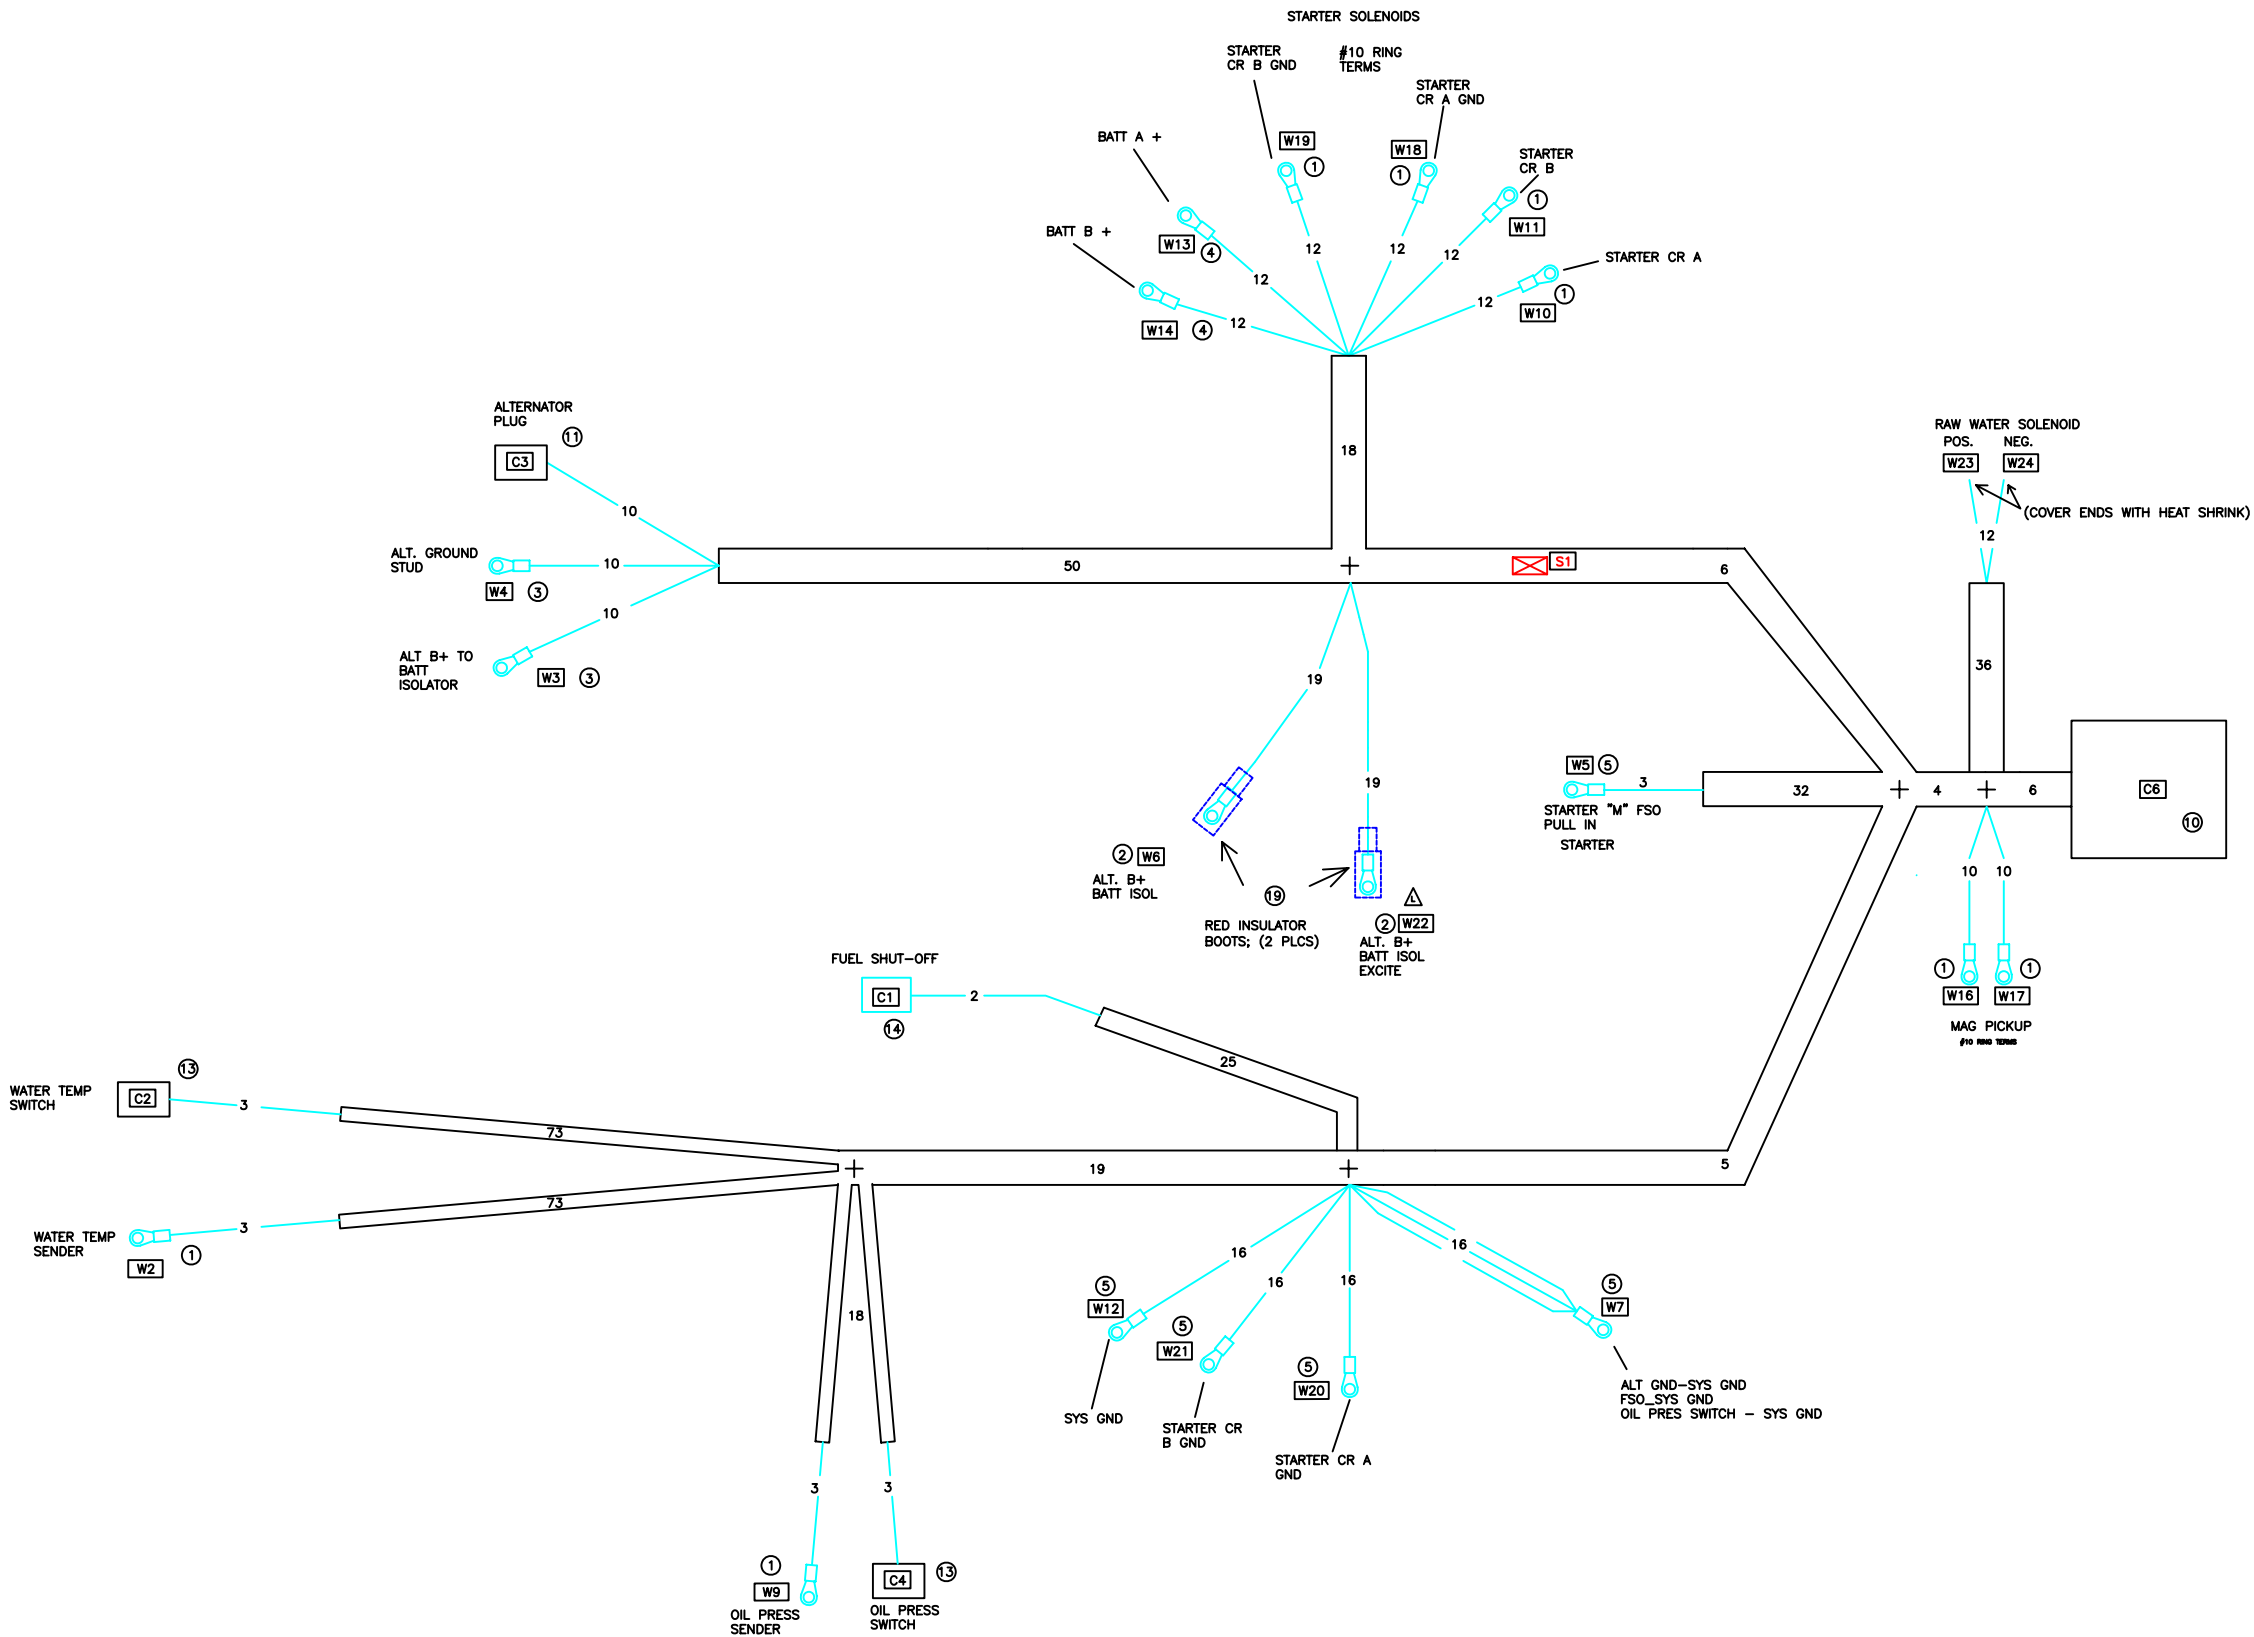 STARTER SOLENOIDS
STARTER
CR B GND
#10 RING
TERMS
STARTER
CR A GND
BATT A +
W19
1
W18
1
STARTER
CR B
1
W11
BATT B +
W13
4
12
12
12
12
STARTER CR A
1
W10
W14
4
12
12
ALTERNATOR
PLUG
11
C3
18
10
RAW WATER SOLENOID
POS.
NEG.
W23
W24
(COVER ENDS WITH HEAT SHRINK)
12
ALT. GROUND
STUD
10
W4
3
50
S1
6
10
ALT B+ TO
BATT
ISOLATOR
W3
3
19
36
19
W5
5
3
STARTER "M" FSO
PULL IN
STARTER
32
4
6
C6
10
2
W6
ALT. B+
BATT ISOL
19
RED INSULATOR
BOOTS; (2 PLCS)
L
2
W22
ALT. B+
BATT ISOL
EXCITE
10
10
1
W16
1
W17
MAG PICKUP
#10 RING TERMS
FUEL SHUT-OFF
C1
2
14
25
WATER TEMP
SWITCH
13
C2
3
73
19
5
WATER TEMP
SENDER
3
73
1
W2
18
16
16
16
16
5
W12
5
W21
5
W20
5
W7
SYS GND
STARTER CR
B GND
STARTER CR A
GND
ALT GND-SYS GND
FSO_SYS GND
OIL PRES SWITCH - SYS GND
3
3
1
W9
OIL PRESS
SENDER
C4
13
OIL PRESS
SWITCH